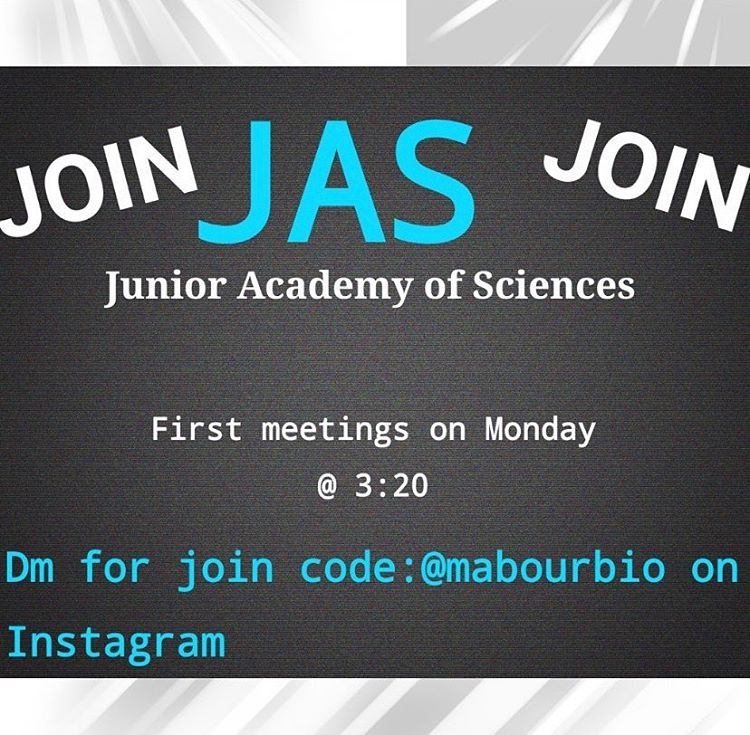 JOIN JAS JOIN
Junior Academy of Sciences
First meetings on Monday
@ 3:20
Dm for join code:@mabourbio on
Instagram